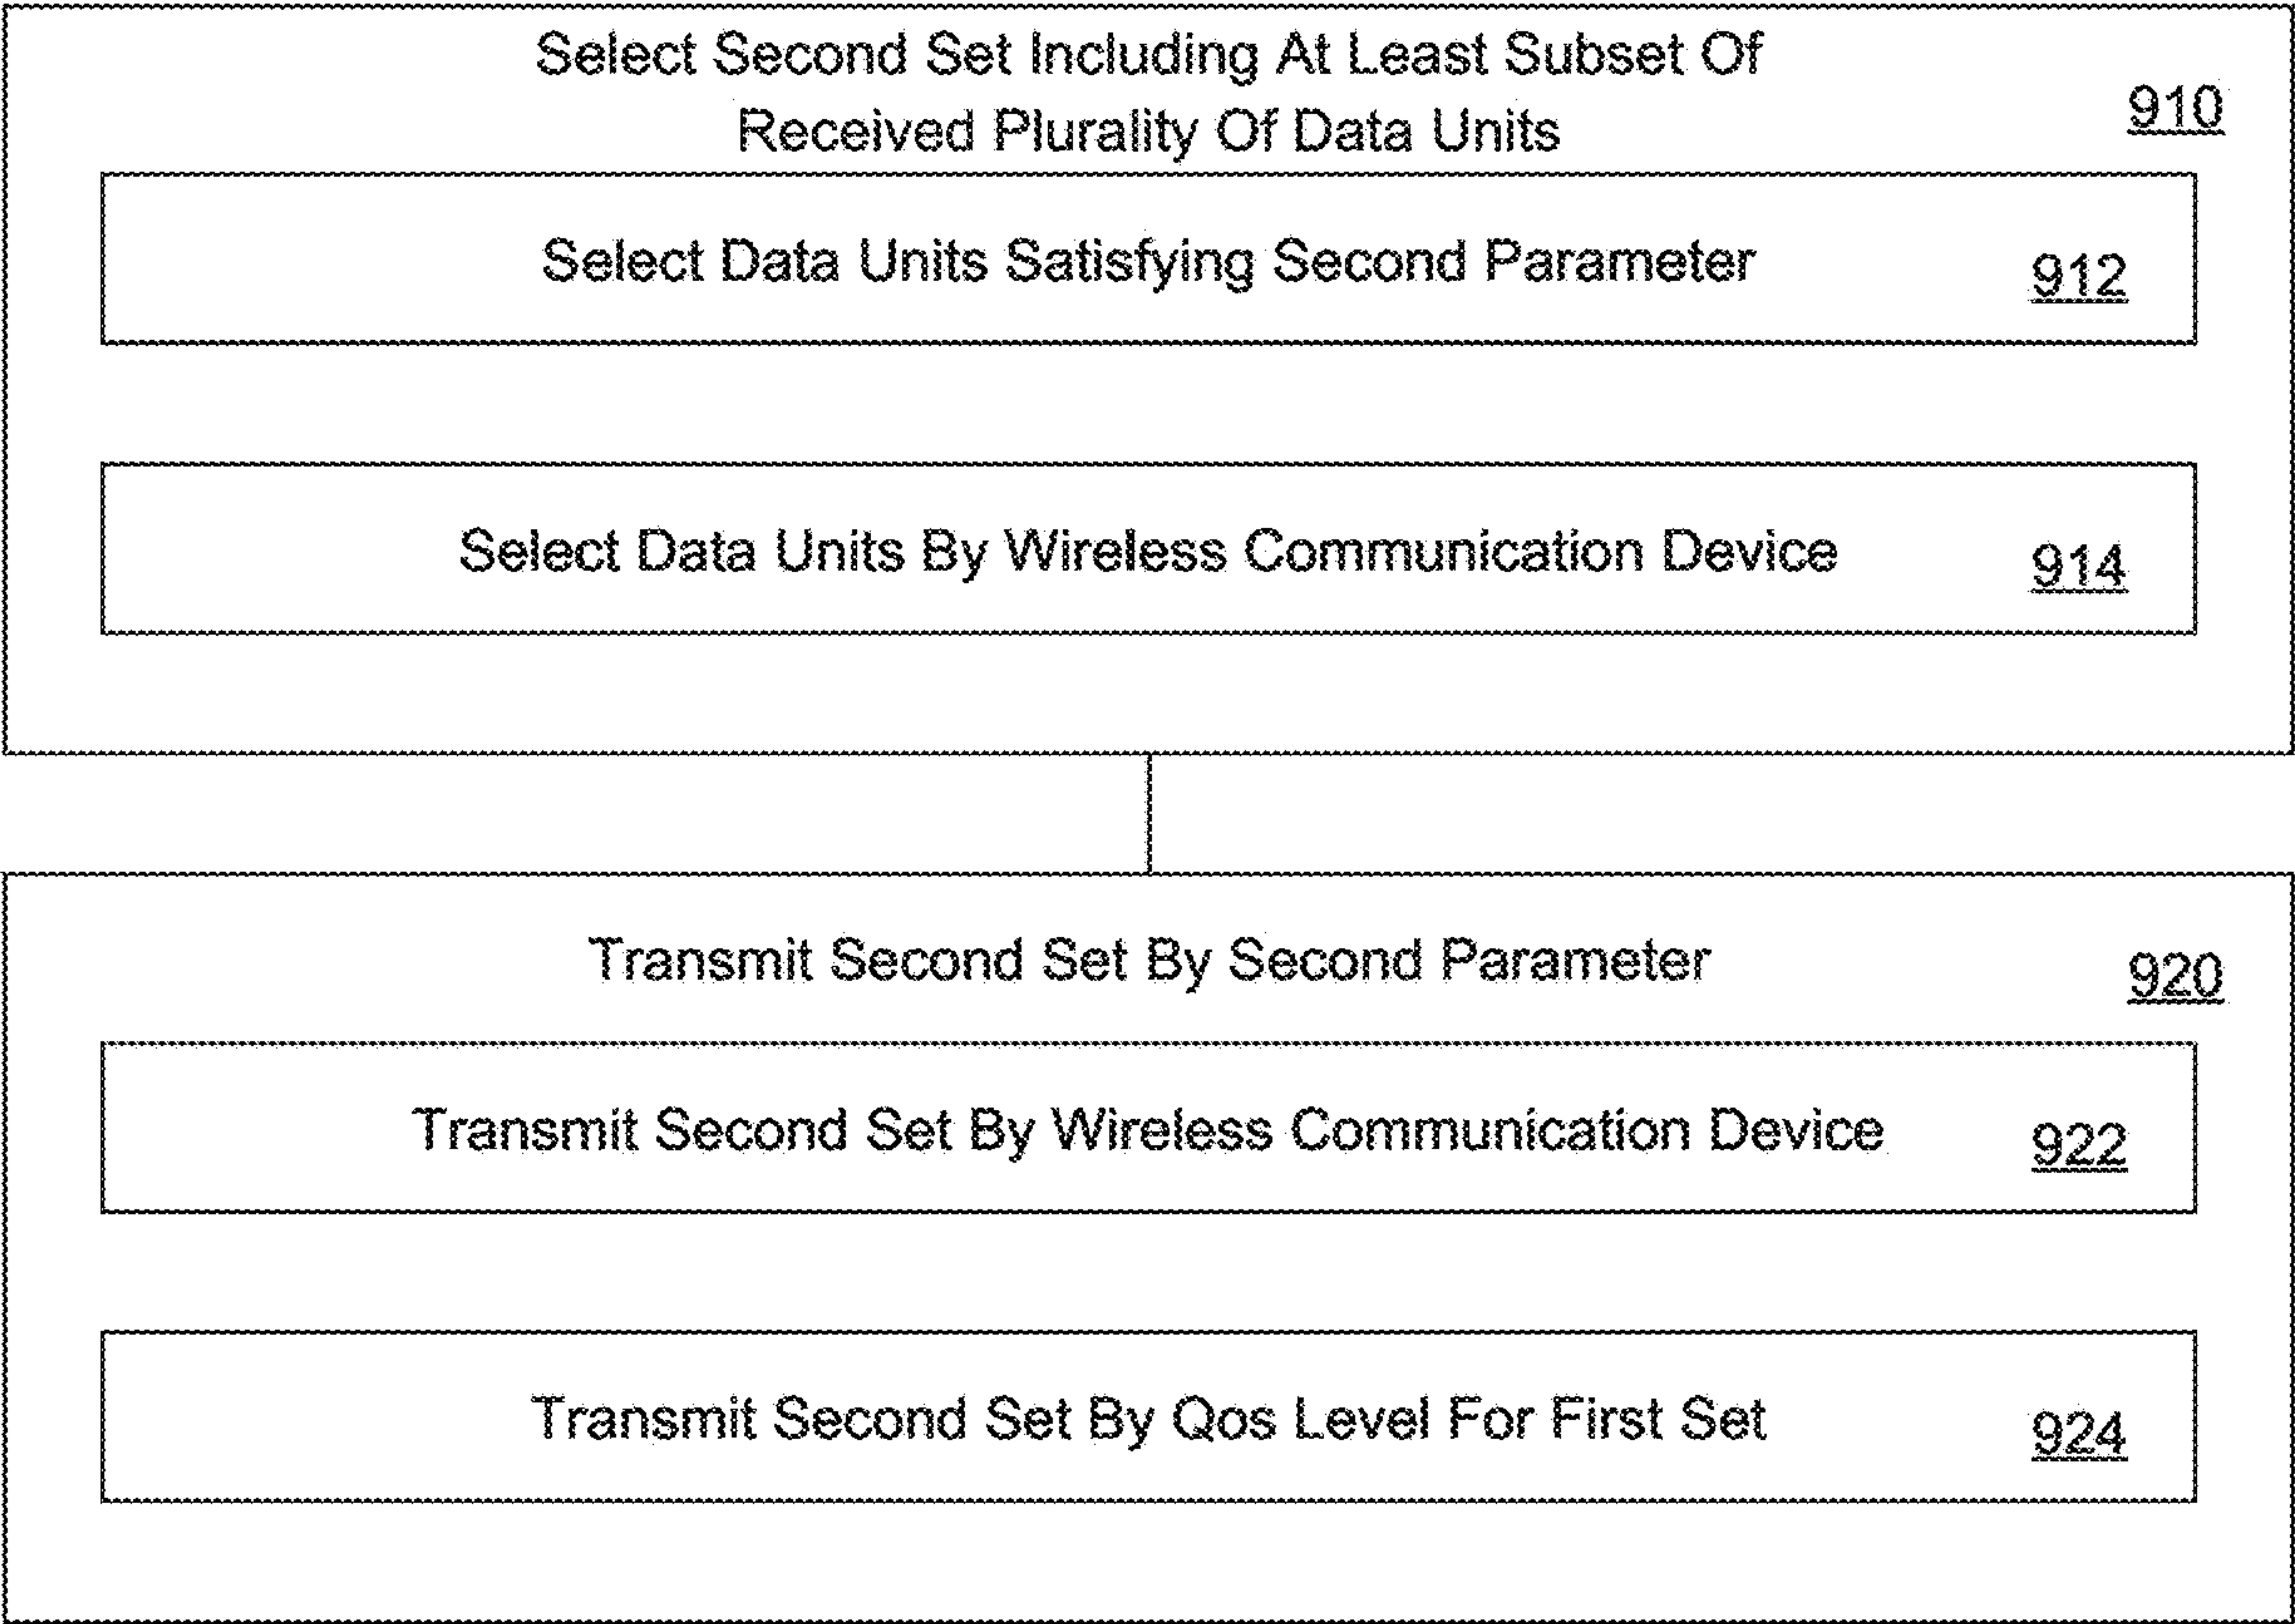 Select Second Set Including At Least Subset Of
Received Plurality Of Data Units
910
Select Data Units Satisfying Second Parameter
912
Select Data Units By Wireless Communication Device
914
Transmit Second Set By Second Parameter
920
Transmit Second Set By Wireless Communication Device
922
Transmit Second Set By Qos Level For First Set
924